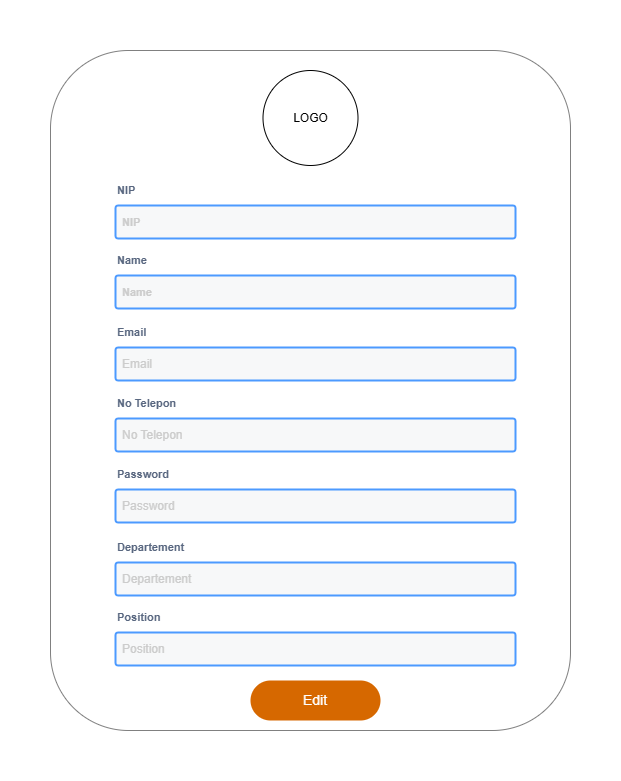 LOGO
NIP
NIP
Name
Name
Email
Email
No Telepon
No Telepon
Password
Password
Departement
Departement
Position
Position
Edit